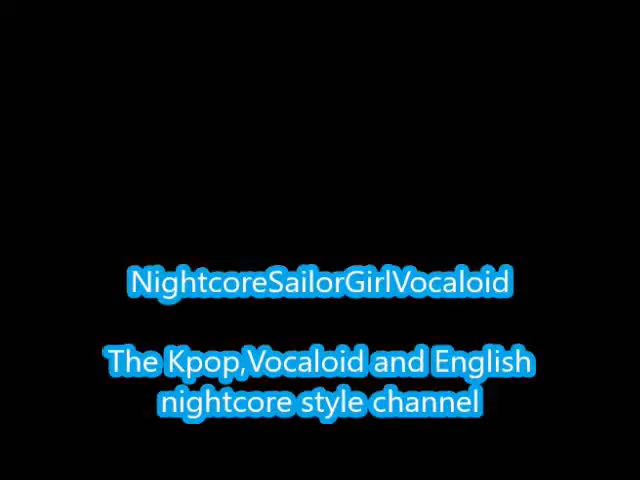 NightcoreSailorGirlVocaloid
The Kpop,Vocaloid and English
nightcore style channel